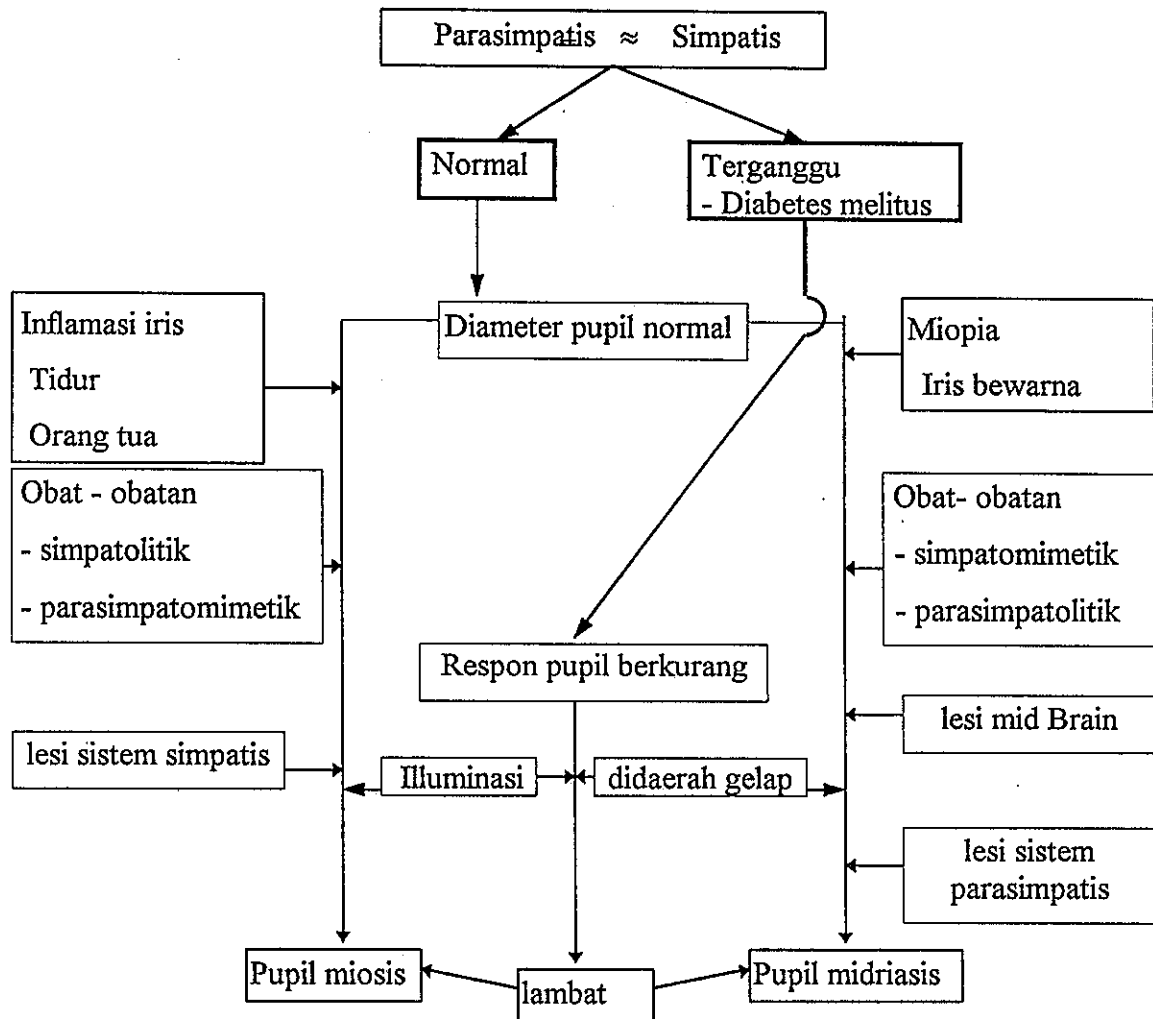 Parasimpatis ≈ Simpatis
Normal
Terganggu
- Diabetes melitus
Inflamasi iris
Tidur
Orang tua
Diameter pupil normal
Miopia
Iris bewarna
Obat - obatan
- simpatolitik
- parasimpatomimetik
Obat- obatan
- simpatomimetik
- parasimpatolitik
Respon pupil berkurang
lesi mid Brain
lesi sistem simpatis
Illuminasi
didaerah gelap
lesi sistem
parasimpatis
Pupil miosis
lambat
Pupil midriasis